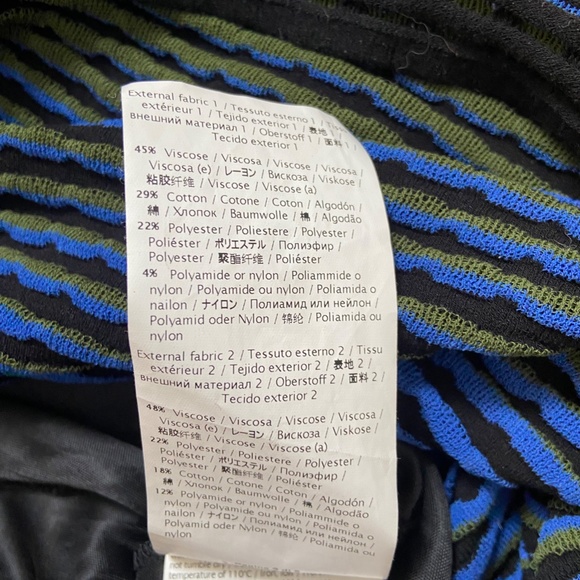 External fabric 1 / Tessuto esterno 1 / Tissu
extérieur 1 / Tejido exterior 1 / 表地 1 /
внешний материал 1 / Oberstoff 1 / 面料 1 /
Tecido exterior 1
45% Viscose / Viscosa / Viscose / Viscosa /
Viscosa (e) / レーヨン / Вискоза / Viskose /
粘胶纤维 / Viscose / Viscose (a)
29% Cotton / Cotone / Coton / Algodón /
綿 / Хлопок / Baumwolle / 棉 / Algodão
22% Polyester / Poliestere / Polyester /
Poliéster / ポリエステル / Полиэфир /
Polyester / 聚酯纤维 / Poliéster
4% Polyamide or nylon / Poliammide o
nylon / Polyamide ou nylon / Poliamida o
nailon / ナイロン / Полиамид или нейлон /
Polyamid oder Nylon / 锦纶 / Poliamida ou
nylon
External fabric 2 / Tessuto esterno 2 / Tissu
extérieur 2 / Tejido exterior 2 / 表地 2 /
внешний материал 2 / Oberstoff 2 / 面料 2 /
Tecido exterior 2
48% Viscose / Viscosa / Viscose / Viscosa /
Viscosa (e) / レーヨン / Вискоза / Viskose /
粘胶纤维 / Viscose / Viscose (a)
22% Polyester / Poliestere / Polyester /
Poliéster / ポリエステル / Полиэфир /
Polyester / 聚酯纤维 / Poliéster
18% Cotton / Cotone / Coton / Algodón /
綿 / Хлопок / Baumwolle / 棉 / Algodão
12% Polyamide or nylon / Poliammide o
nylon / Polyamide ou nylon / Poliamida o
nailon / ナイロン / Полиамид или нейлон /
Polyamid oder Nylon / 锦纶 / Poliamida ou
nylon
not tumble dry
temperature of 110°C / Iron